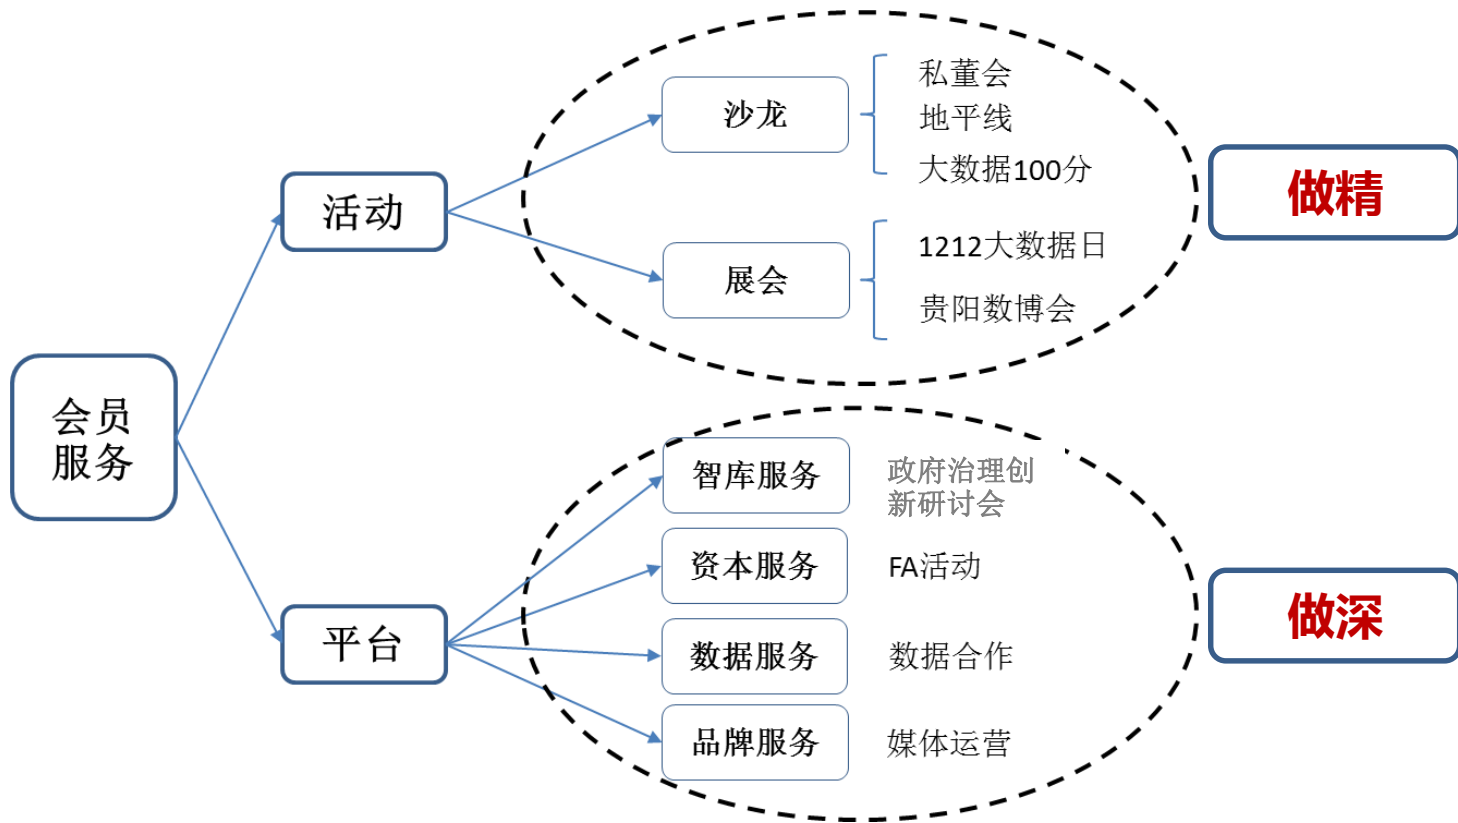 会员
服务
活动
沙龙
私董会
地平线
大数据100分
展会
1212大数据日
贵阳数博会
做精
平台
智库服务
政府治理创
新研讨会
资本服务
FA活动
数据服务
数据合作
品牌服务
媒体运营
做深